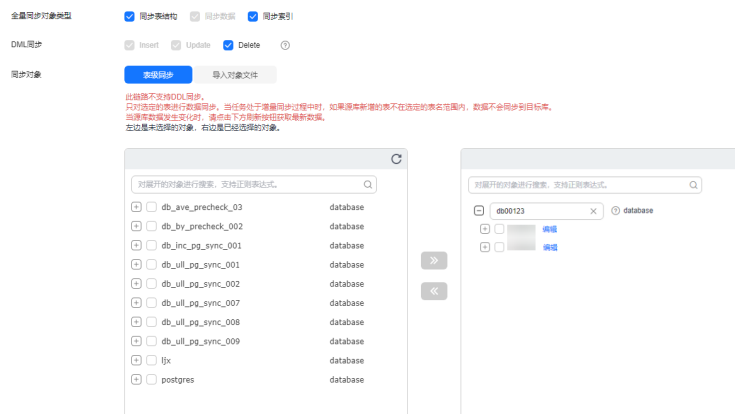 全量同步对象类型 同步表结构 同步数据 同步索引
DML同步 Insert Update Delete
同步对象 表级同步 导入对象文件
此链路不支持DDL同步。
只对选定的表进行数据同步。当任务处于增量同步过程中时，如果源库新增的表不在选定的表名范围内，数据不会同步到目标库。
当源库数据发生变化时，请点击下方刷新按钮获取最新数据。
左边是未选择的对象，右边是已经选择的对象。
对展开的对象进行搜索，支持正则表达式。
db_ave_precheck_03 database
db_by_precheck_002 database
db_inc_pg_sync_001 database
db_ull_pg_sync_001 database
db_ull_pg_sync_002 database
db_ull_pg_sync_007 database
db_ull_pg_sync_008 database
db_ull_pg_sync_009 database
ljx database
postgres database
对展开的对象进行搜索，支持正则表达式。
db00123 database
编辑
编辑